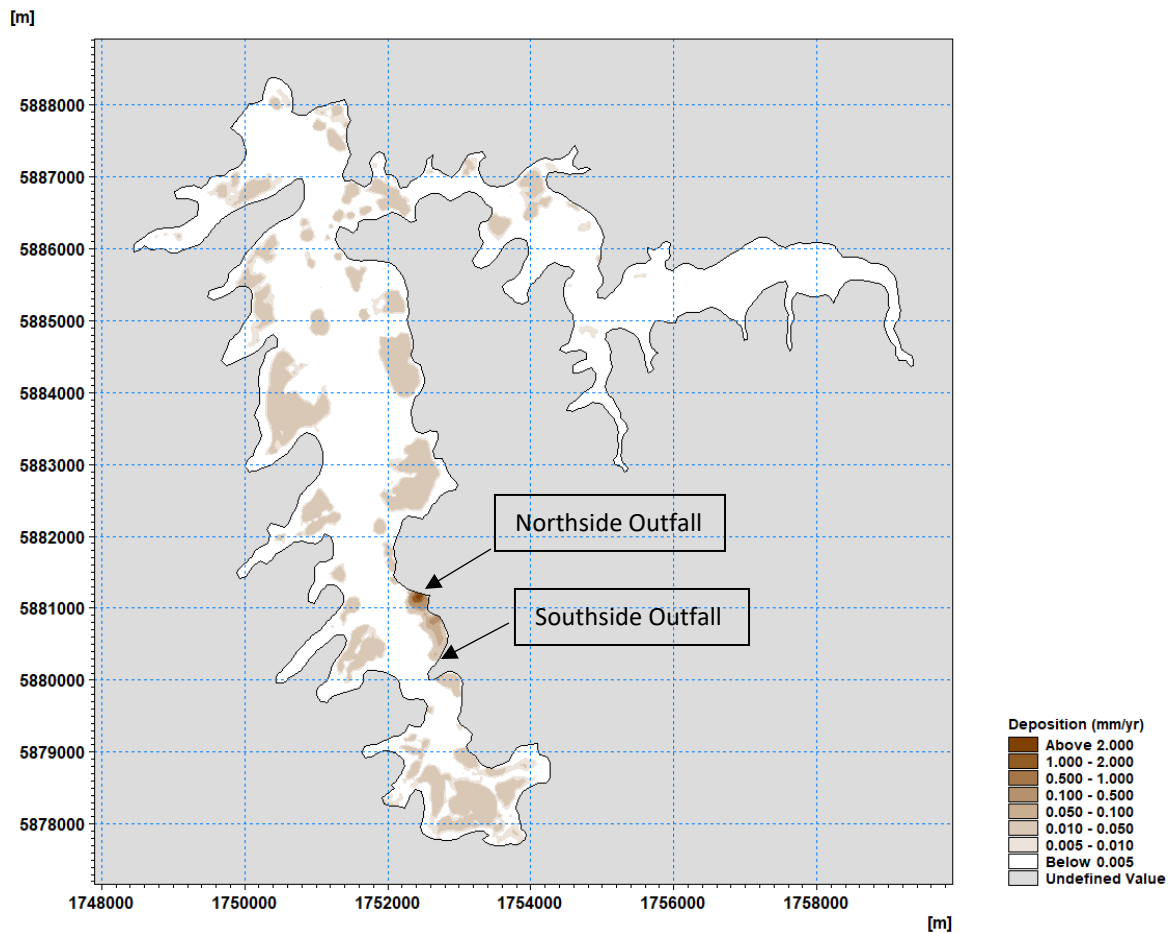 [m]
5888000
5887000
5886000
5885000
5884000
5883000
5882000
5881000
5880000
5879000
5878000
Northside Outfall
Southside Outfall
1748000 1750000 1752000 1754000 1756000 1758000
[m]
Deposition (mm/yr)
Above 2.000
1.000 - 2.000
0.500 - 1.000
0.100 - 0.500
0.050 - 0.100
0.010 - 0.050
0.005 - 0.010
Below 0.005
Undefined Value